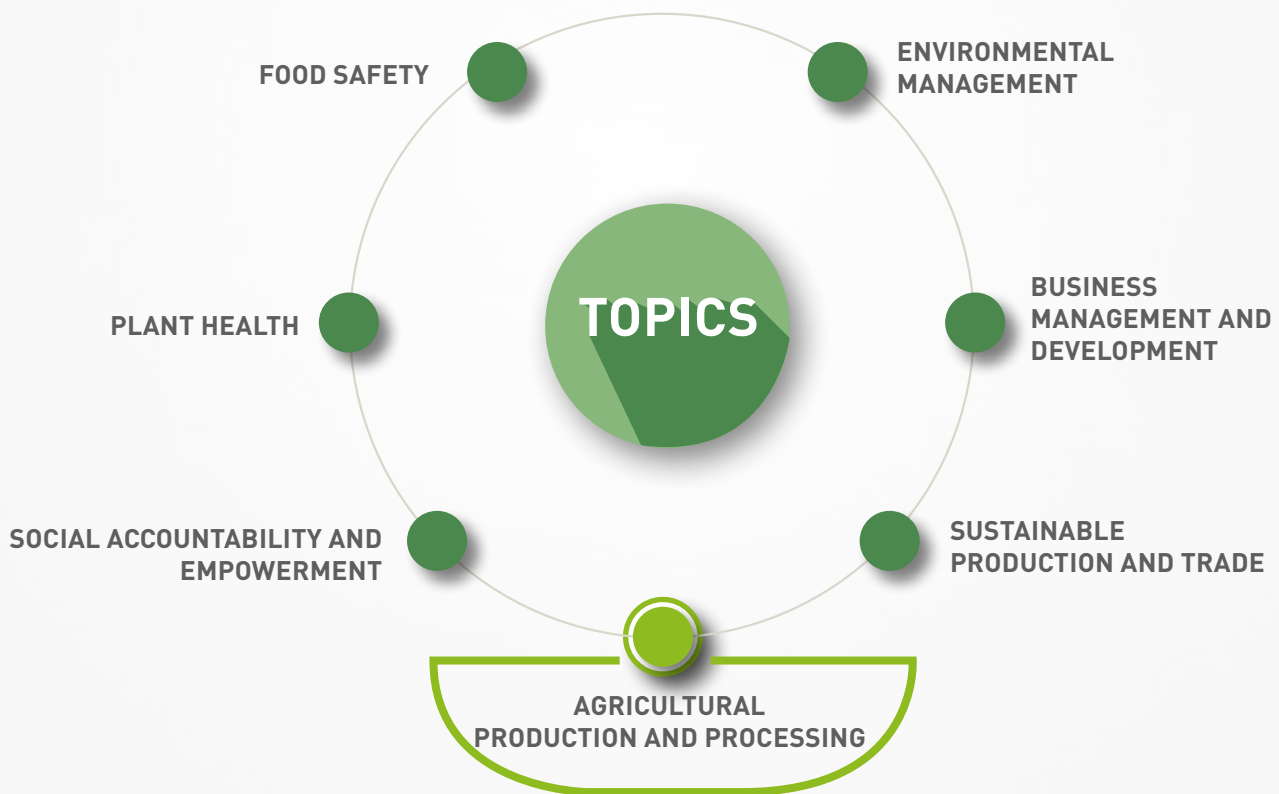 FOOD SAFETY
ENVIRONMENTAL
MANAGEMENT
TOPICS
PLANT HEALTH
BUSINESS
MANAGEMENT AND
DEVELOPMENT
SOCIAL ACCOUNTABILITY AND
EMPOWERMENT
SUSTAINABLE
PRODUCTION AND TRADE
AGRICULTURAL
PRODUCTION AND PROCESSING